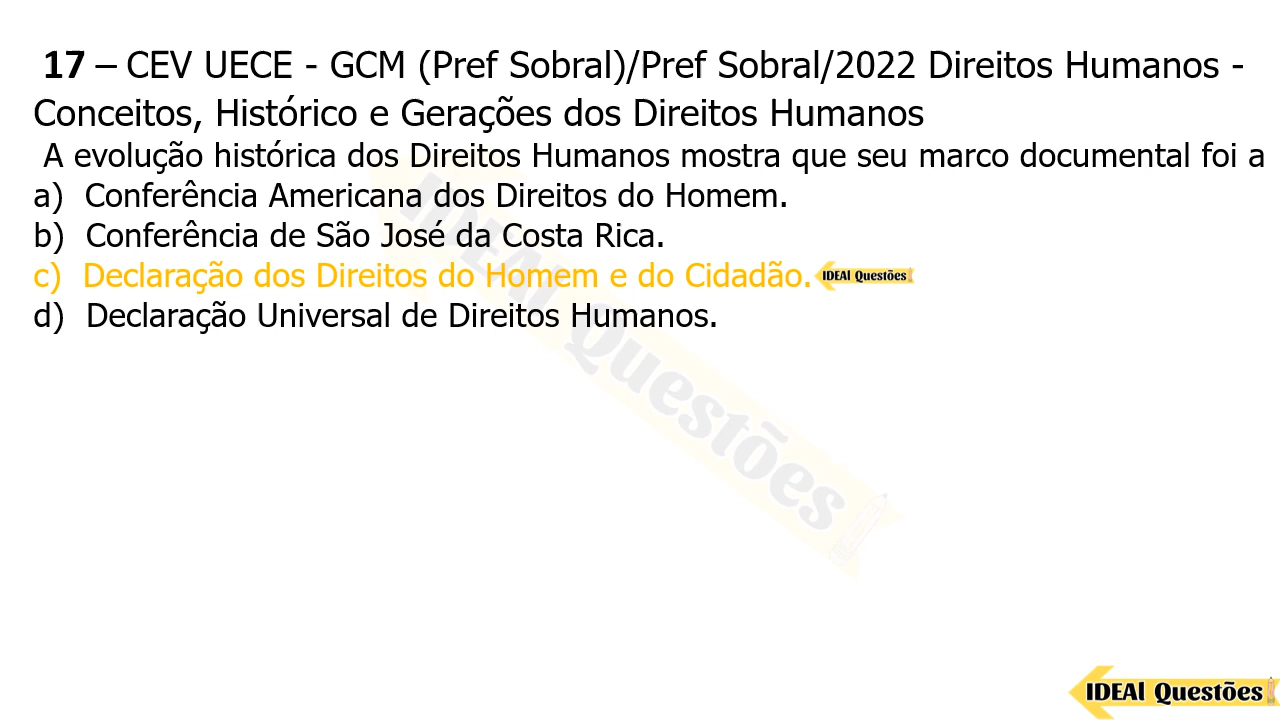 17 – CEV UECE - GCM (Pref Sobral)/Pref Sobral/2022 Direitos Humanos -
Conceitos, Histórico e Gerações dos Direitos Humanos
A evolução histórica dos Direitos Humanos mostra que seu marco documental foi a
a) Conferência Americana dos Direitos do Homem.
b) Conferência de São José da Costa Rica.
c) Declaração dos Direitos do Homem e do Cidadão. IDEAl Questões
d) Declaração Universal de Direitos Humanos.
IDEAl Questões
IDEAl Questões